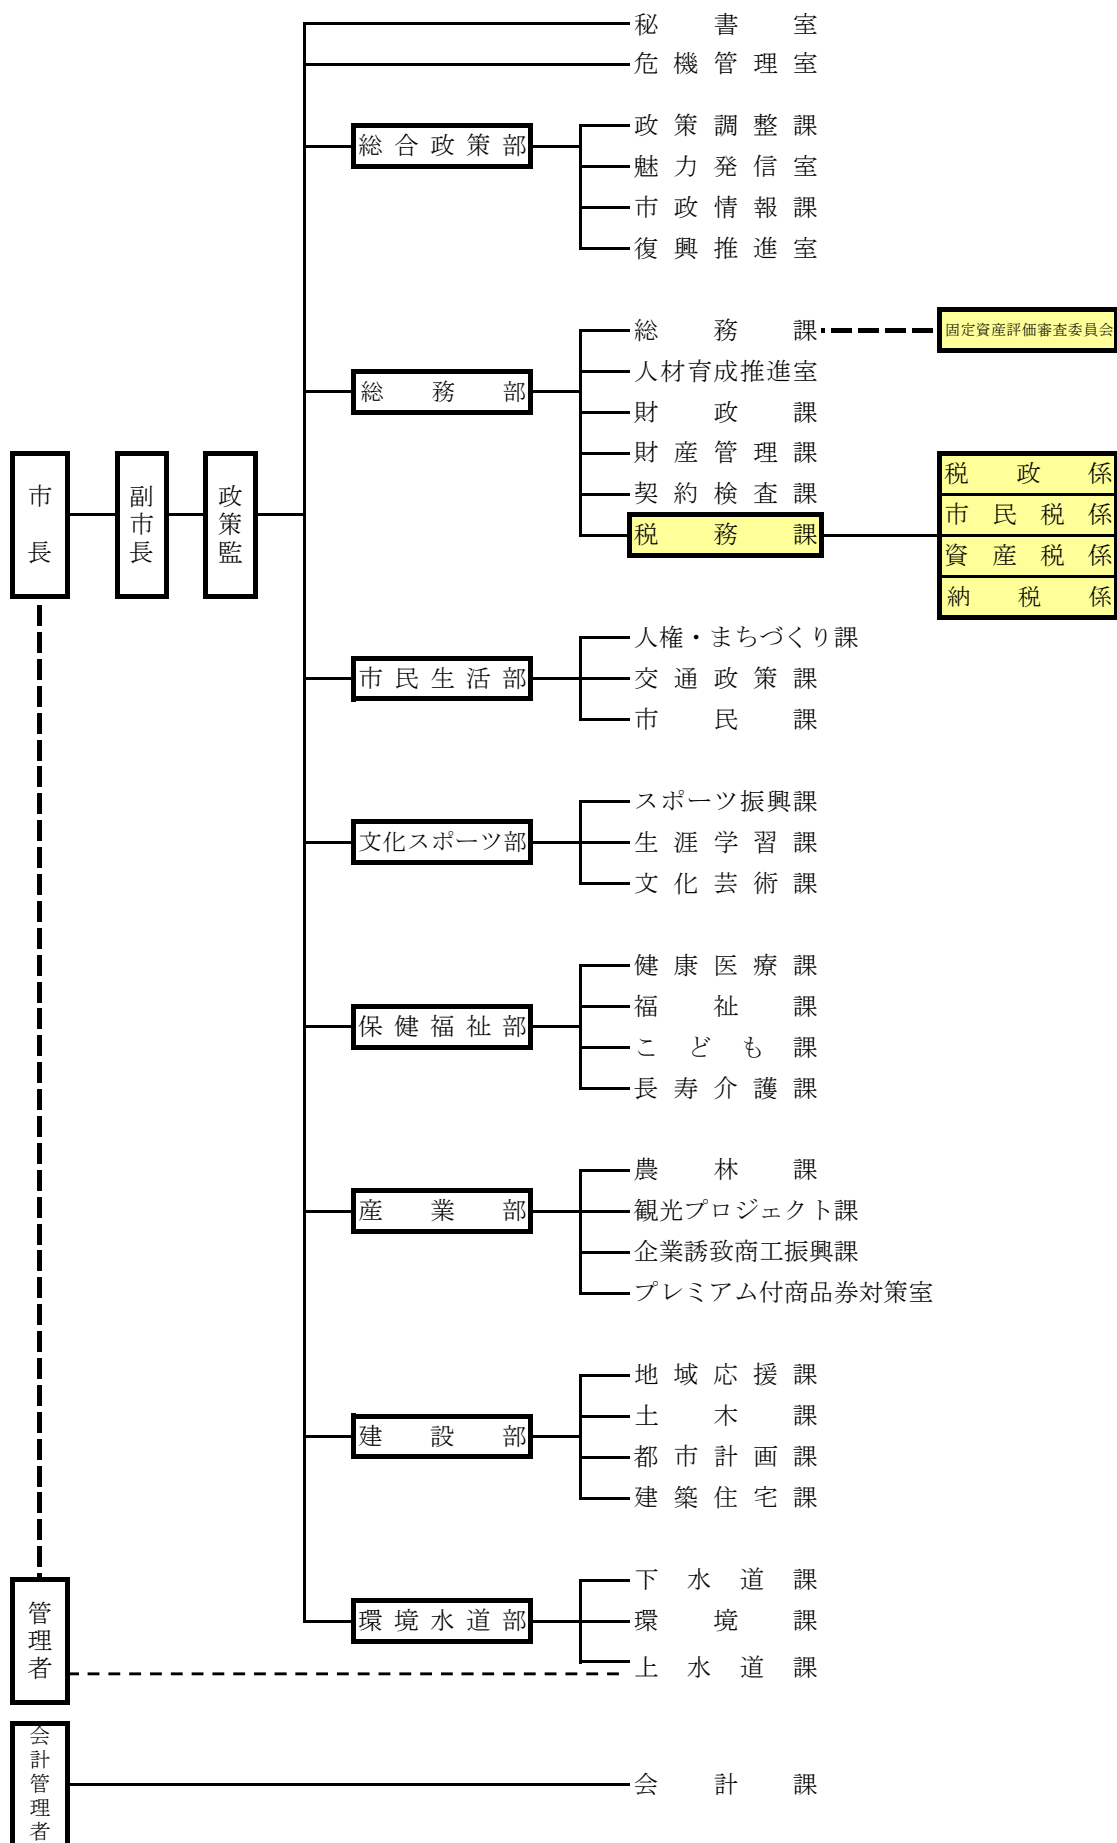 秘書室
危機管理室
総合政策部
政策調整課
魅力発信室
市政情報課
復興推進室
総務部
総務課
固定資産評価審査委員会
人材育成推進室
財政課
財産管理課
契約検査課
税務課
税政係
市民税係
資産税係
納税係
市長
副市長
政策監
市民生活部
人権・まちづくり課
交通政策課
市民課
文化スポーツ部
スポーツ振興課
生涯学習課
文化芸術課
保健福祉部
健康医療課
福祉課
こども課
長寿介護課
産業部
農林課
観光プロジェクト課
企業誘致商工振興課
プレミアム付商品券対策室
建設部
地域応援課
土木課
都市計画課
建築住宅課
環境水道部
下水道課
環境課
上水道課
管理者
会計管理者
会計課